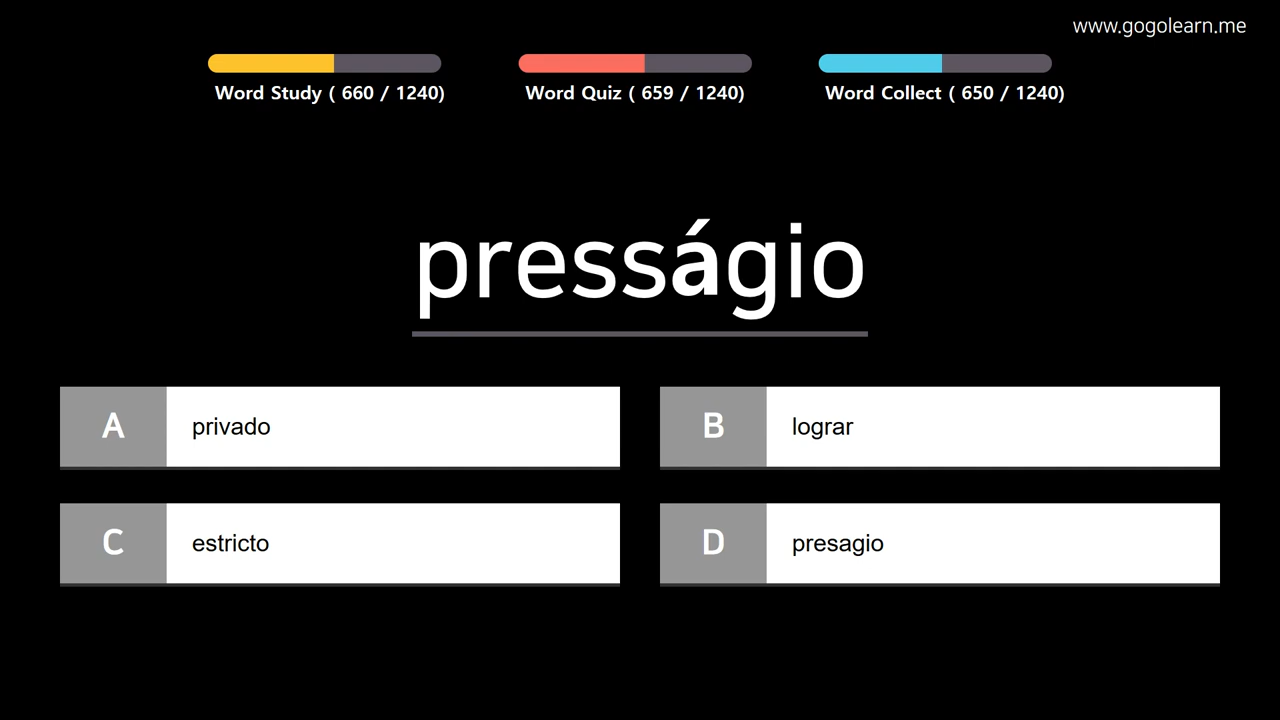 www.gogolearn.me
Word Study ( 660 / 1240)
Word Quiz ( 659 / 1240)
Word Collect ( 650 / 1240)
presságio
A privado
B lograr
C estricto
D presagio